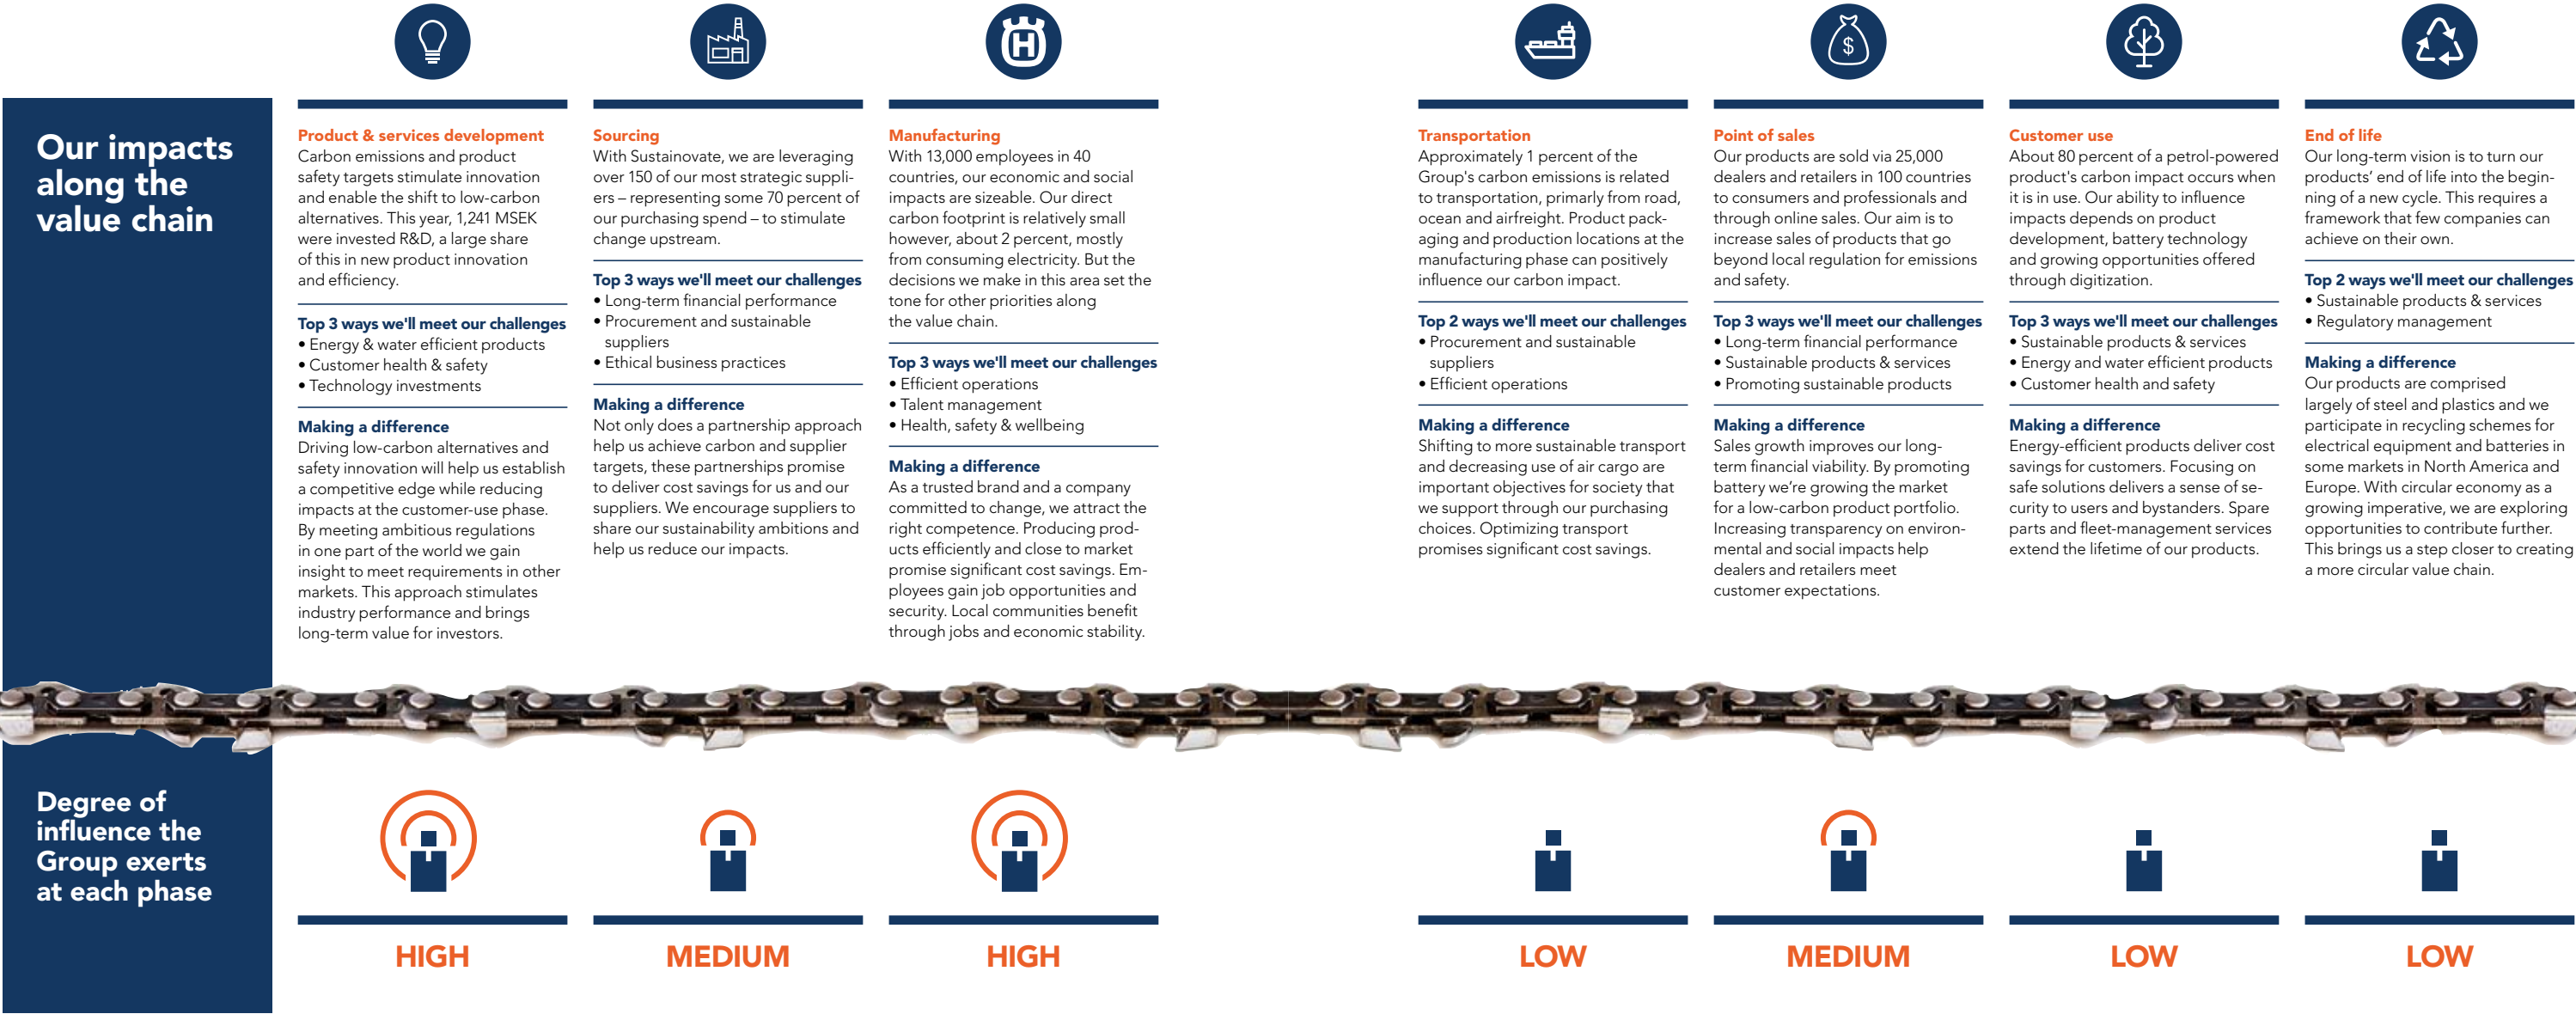 Our impacts
along the
value chain
Product & services development
Carbon emissions and product
safety targets stimulate innovation
and enable the shift to low-carbon
alternatives. This year, 1,241 MSEK
were invested R&D, a large share
of this in new product innovation
and efficiency.
Top 3 ways we'll meet our challenges
• Energy & water efficient products
• Customer health & safety
• Technology investments
Making a difference
Driving low-carbon alternatives and
safety innovation will help us establish
a competitive edge while reducing
impacts at the customer-use phase.
By meeting ambitious regulations
in one part of the world we gain
insight to meet requirements in other
markets. This approach stimulates
industry performance and brings
long-term value for investors.
Sourcing
With Sustainovate, we are leveraging
over 150 of our most strategic suppli-
ers – representing some 70 percent of
our purchasing spend – to stimulate
change upstream.
Top 3 ways we'll meet our challenges
• Long-term financial performance
• Procurement and sustainable
suppliers
• Ethical business practices
Making a difference
Not only does a partnership approach
help us achieve carbon and supplier
targets, these partnerships promise
to deliver cost savings for us and our
suppliers. We encourage suppliers to
share our sustainability ambitions and
help us reduce our impacts.
H
Manufacturing
With 13,000 employees in 40
countries, our economic and social
impacts are sizeable. Our direct
carbon footprint is relatively small
however, about 2 percent, mostly
from consuming electricity. But the
decisions we make in this area set the
tone for other priorities along
the value chain.
Top 3 ways we'll meet our challenges
• Efficient operations
• Talent management
• Health, safety & wellbeing
Making a difference
As a trusted brand and a company
committed to change, we attract the
right competence. Producing prod-
ucts efficiently and close to market
promise significant cost savings. Em-
ployees gain job opportunities and
security. Local communities benefit
through jobs and economic stability.
Transportation
Approximately 1 percent of the
Group's carbon emissions is related
to transportation, primarily from road,
ocean and airfreight. Product pack-
aging and production locations at the
manufacturing phase can positively
influence our carbon impact.
Top 2 ways we'll meet our challenges
• Procurement and sustainable
suppliers
• Efficient operations
Making a difference
Shifting to more sustainable transport
and decreasing use of air cargo are
important objectives for society that
we support through our purchasing
choices. Optimizing transport
promises significant cost savings.
$
Point of sales
Our products are sold via 25,000
dealers and retailers in 100 countries
to consumers and professionals and
through online sales. Our aim is to
increase sales of products that go
beyond local regulation for emissions
and safety.
Top 3 ways we'll meet our challenges
• Long-term financial performance
• Sustainable products & services
• Promoting sustainable products
Making a difference
Sales growth improves our long-
term financial viability. By promoting
battery we're growing the market
for a low-carbon product portfolio.
Increasing transparency on environ-
mental and social impacts help
dealers and retailers meet
customer expectations.
Customer use
About 80 percent of a petrol-powered
product's carbon impact occurs when
it is in use. Our ability to influence
impacts depends on product
development, battery technology
and growing opportunities offered
through digitization.
Top 3 ways we'll meet our challenges
• Sustainable products & services
• Energy and water efficient products
• Customer health and safety
Making a difference
Energy-efficient products deliver cost
savings for customers. Focusing on
safe solutions delivers a sense of se-
curity to users and bystanders. Spare
parts and fleet-management services
extend the lifetime of our products.
End of life
Our long-term vision is to turn our
products' end of life into the begin-
ning of a new cycle. This requires a
framework that few companies can
achieve on their own.
Top 2 ways we'll meet our challenges
• Sustainable products & services
• Regulatory management
Making a difference
Our products are comprised
largely of steel and plastics and we
participate in recycling schemes for
electrical equipment and batteries in
some markets in North America and
Europe. With circular economy as a
growing imperative, we are exploring
opportunities to contribute further.
This brings us a step closer to creating
a more circular value chain.
Degree of
influence the
Group exerts
at each phase
HIGH
MEDIUM
HIGH
LOW
MEDIUM
LOW
LOW